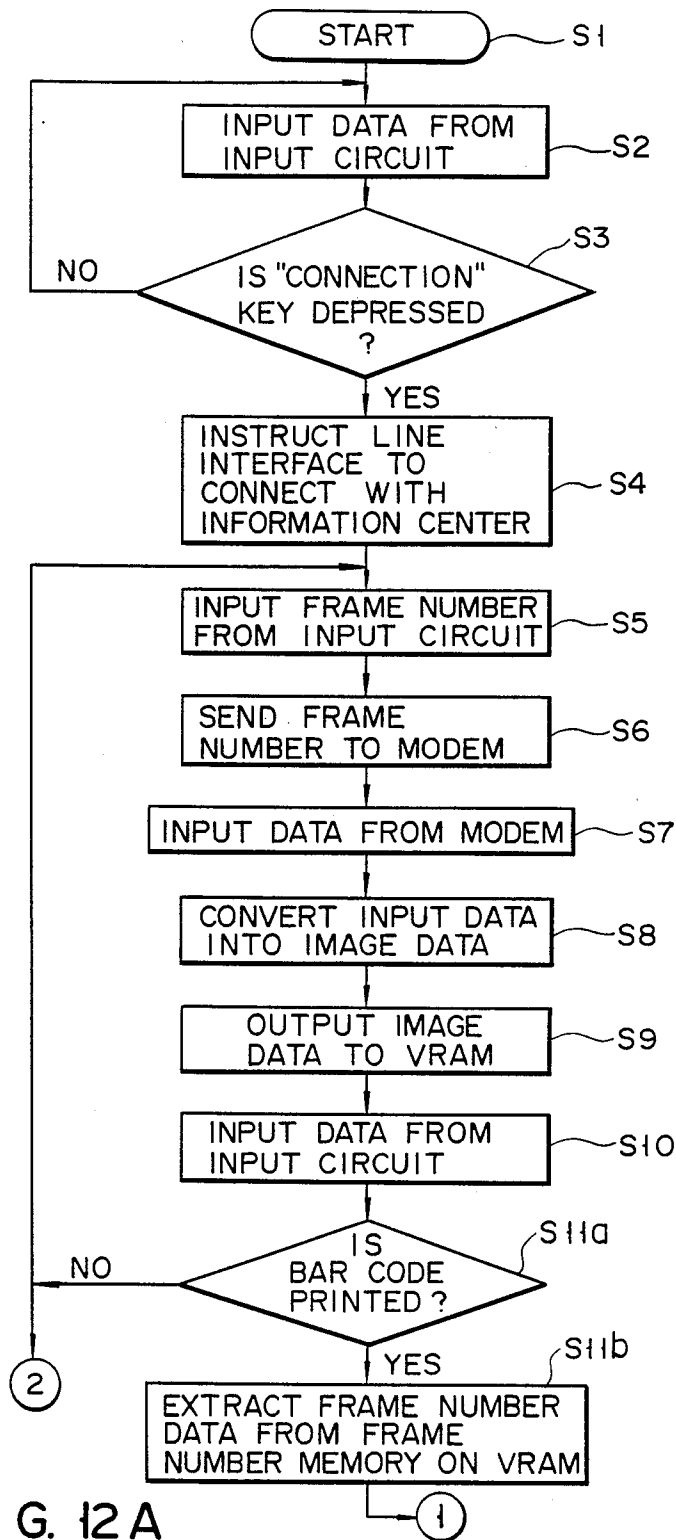 START
S1
INPUT DATA FROM
INPUT CIRCUIT
S2
S3
NO
IS "CONNECTION"
KEY DEPRESSED
?
YES
INSTRUCT LINE
INTERFACE TO
CONNECT WITH
INFORMATION CENTER
S4
INPUT FRAME NUMBER
FROM INPUT CIRCUIT
S5
SEND FRAME
NUMBER TO MODEM
S6
INPUT DATA FROM MODEM
S7
CONVERT INPUT DATA
INTO IMAGE DATA
S8
OUTPUT IMAGE
DATA TO VRAM
S9
INPUT DATA FROM
INPUT CIRCUIT
S10
S11a
NO
IS
BAR CODE
PRINTED ?
2
YES
S11b
EXTRACT FRAME NUMBER
DATA FROM FRAME
NUMBER MEMORY ON VRAM
1
G. 12A